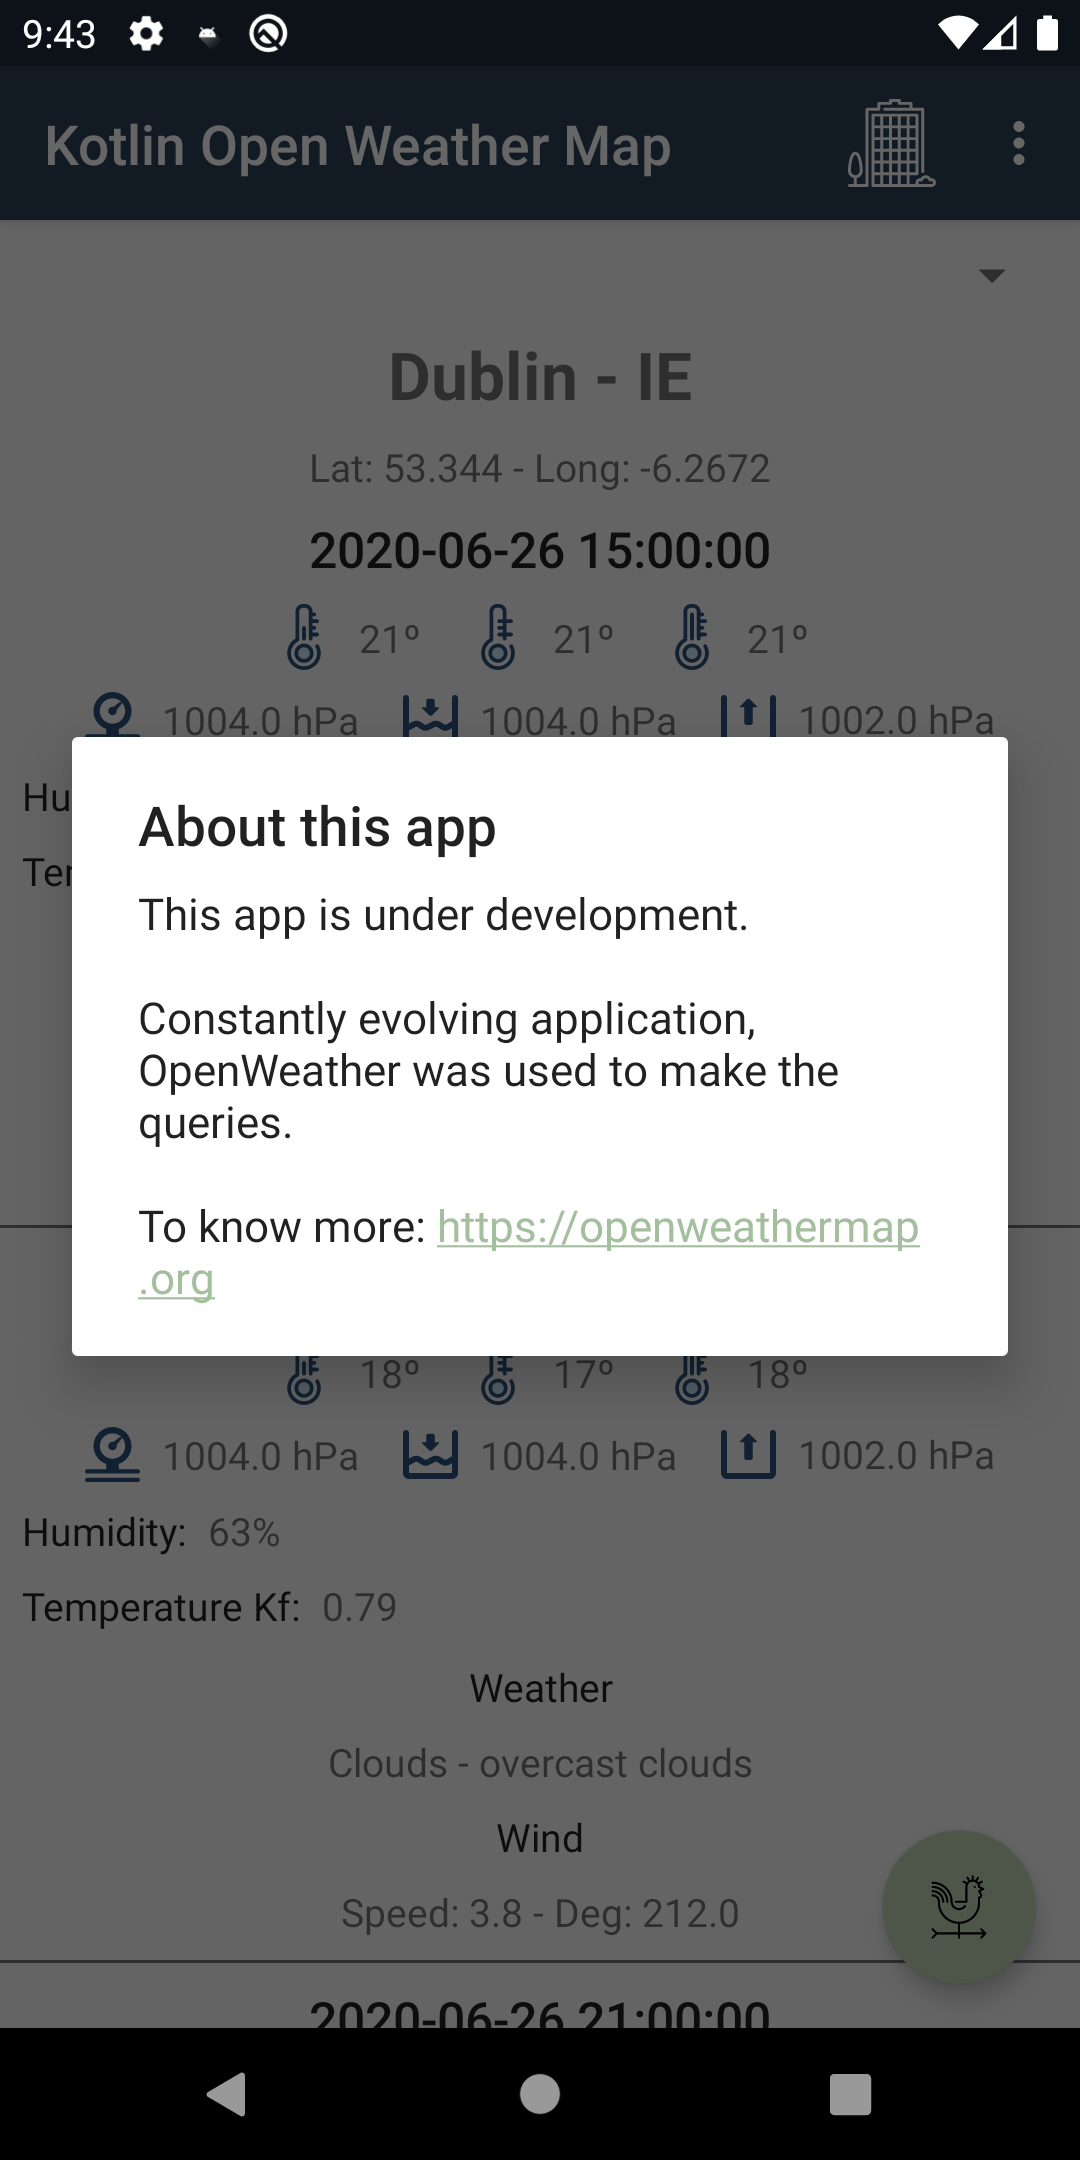 9:43
Kotlin Open Weather Map
Dublin - IE
Lat: 53.344 - Long: -6.2672
2020-06-26 15:00:00
21º 21º 21º
1004.0 hPa 1004.0 hPa 1002.0 hPa
About this app
This app is under development.
Constantly evolving application,
OpenWeather was used to make the
queries.
To know more: https://openweathermap
.org
18º 17º 18º
1004.0 hPa 1004.0 hPa 1002.0 hPa
Humidity: 63%
Temperature Kf: 0.79
Weather
Clouds - overcast clouds
Wind
Speed: 3.8 - Deg: 212.0
2020-06-26 21:00:00